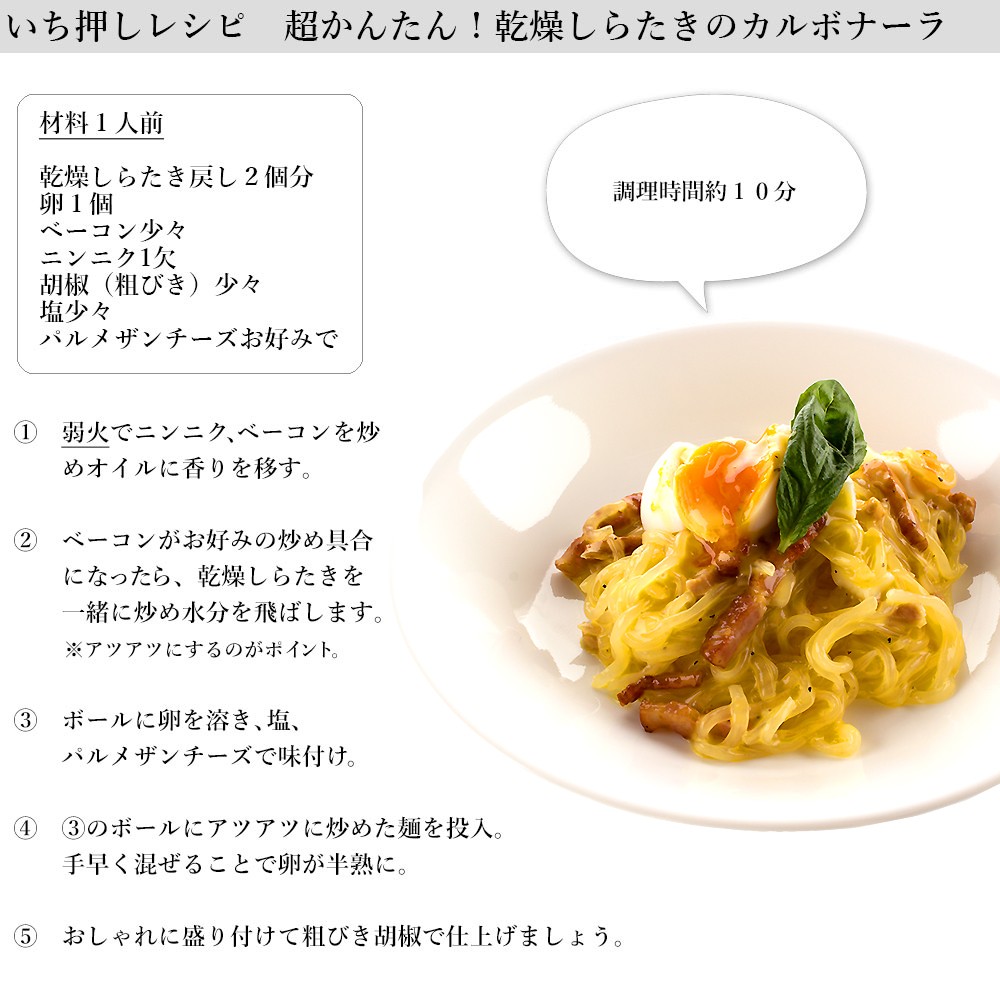 いち押しレシピ　超かんたん！乾燥しらたきのカルボナーラ
材料１人前
乾燥しらたき戻し２個分
卵１個
ベーコン少々
ニンニク1欠
胡椒（粗びき）少々
塩少々
パルメザンチーズお好みで
調理時間約１０分
① 弱火でニンニク、ベーコンを炒
めオイルに香りを移す。
② ベーコンがお好みの炒め具合
になったら、乾燥しらたきを
一緒に炒め水分を飛ばします。
※アツアツにするのがポイント。
③ ボールに卵を溶き、塩、
パルメザンチーズで味付け。
④ ③のボールにアツアツに炒めた麺を投入。
手早く混ぜることで卵が半熟に。
⑤ おしゃれに盛り付けて粗びき胡椒で仕上げましょう。